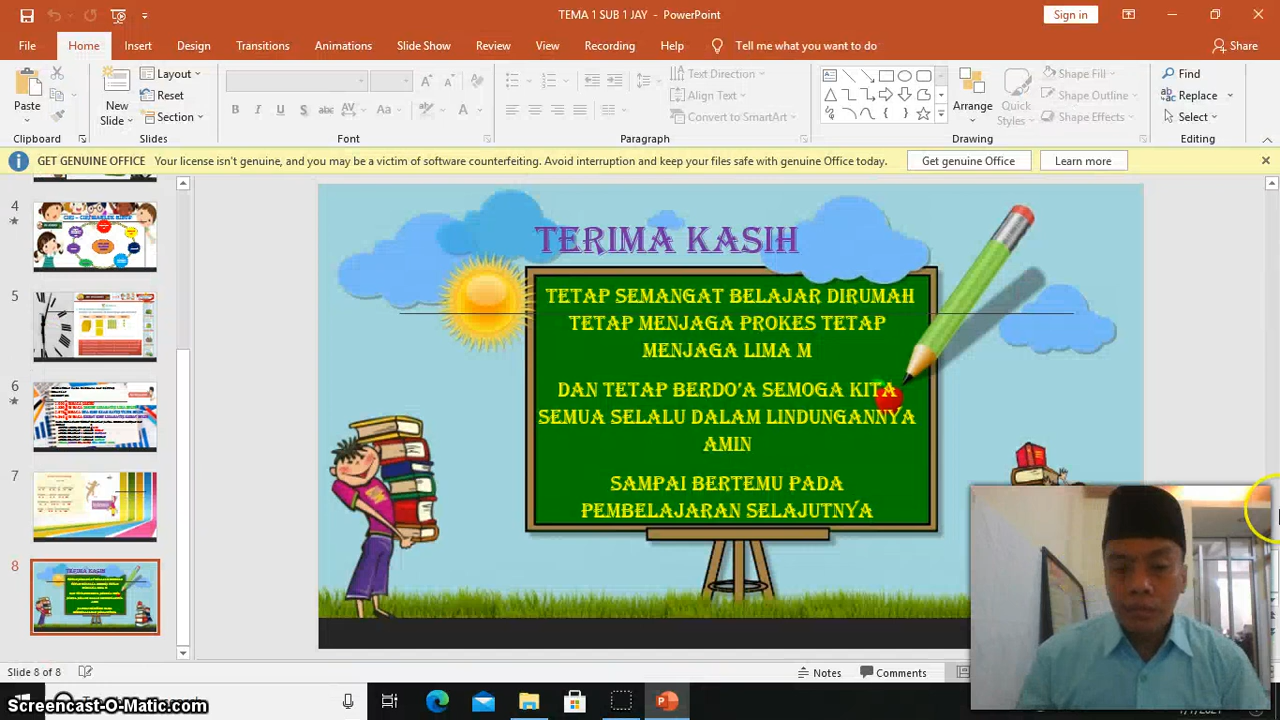 TEMA 1 SUB 1 JAY - PowerPoint
Sign in
File Home Insert Design Transitions Animations Slide Show Review View Recording Help Tell me what you want to do Share
Paste
Clipboard
New Slide
Layout
Reset
Section
Slides
B I U S abc AV Aa A
Font
Text Direction
Align Text
Convert to SmartArt
Paragraph
Arrange
Quick Styles
Shape Fill
Shape Outline
Shape Effects
Drawing
Find
Replace
Select
Editing
GET GENUINE OFFICE Your license isn't genuine, and you may be a victim of software counterfeiting. Avoid interruption and keep your files safe with genuine Office today. Get genuine Office Learn more
4
5
6
7
8
TERIMA KASIH
TETAP SEMANGAT BELAJAR DIRUMAH
TETAP MENJAGA PROKES TETAP
MENJAGA LIMA M
DAN TETAP BERDO'A SEMOGA KITA
SEMUA SELALU DALAM LINDUNGANNYA
AMIN
SAMPAI BERTEMU PADA
PEMBELAJARAN SELAJUTNYA
Slide 8 of 8
Notes
Comments
Screencast-O-Matic.com